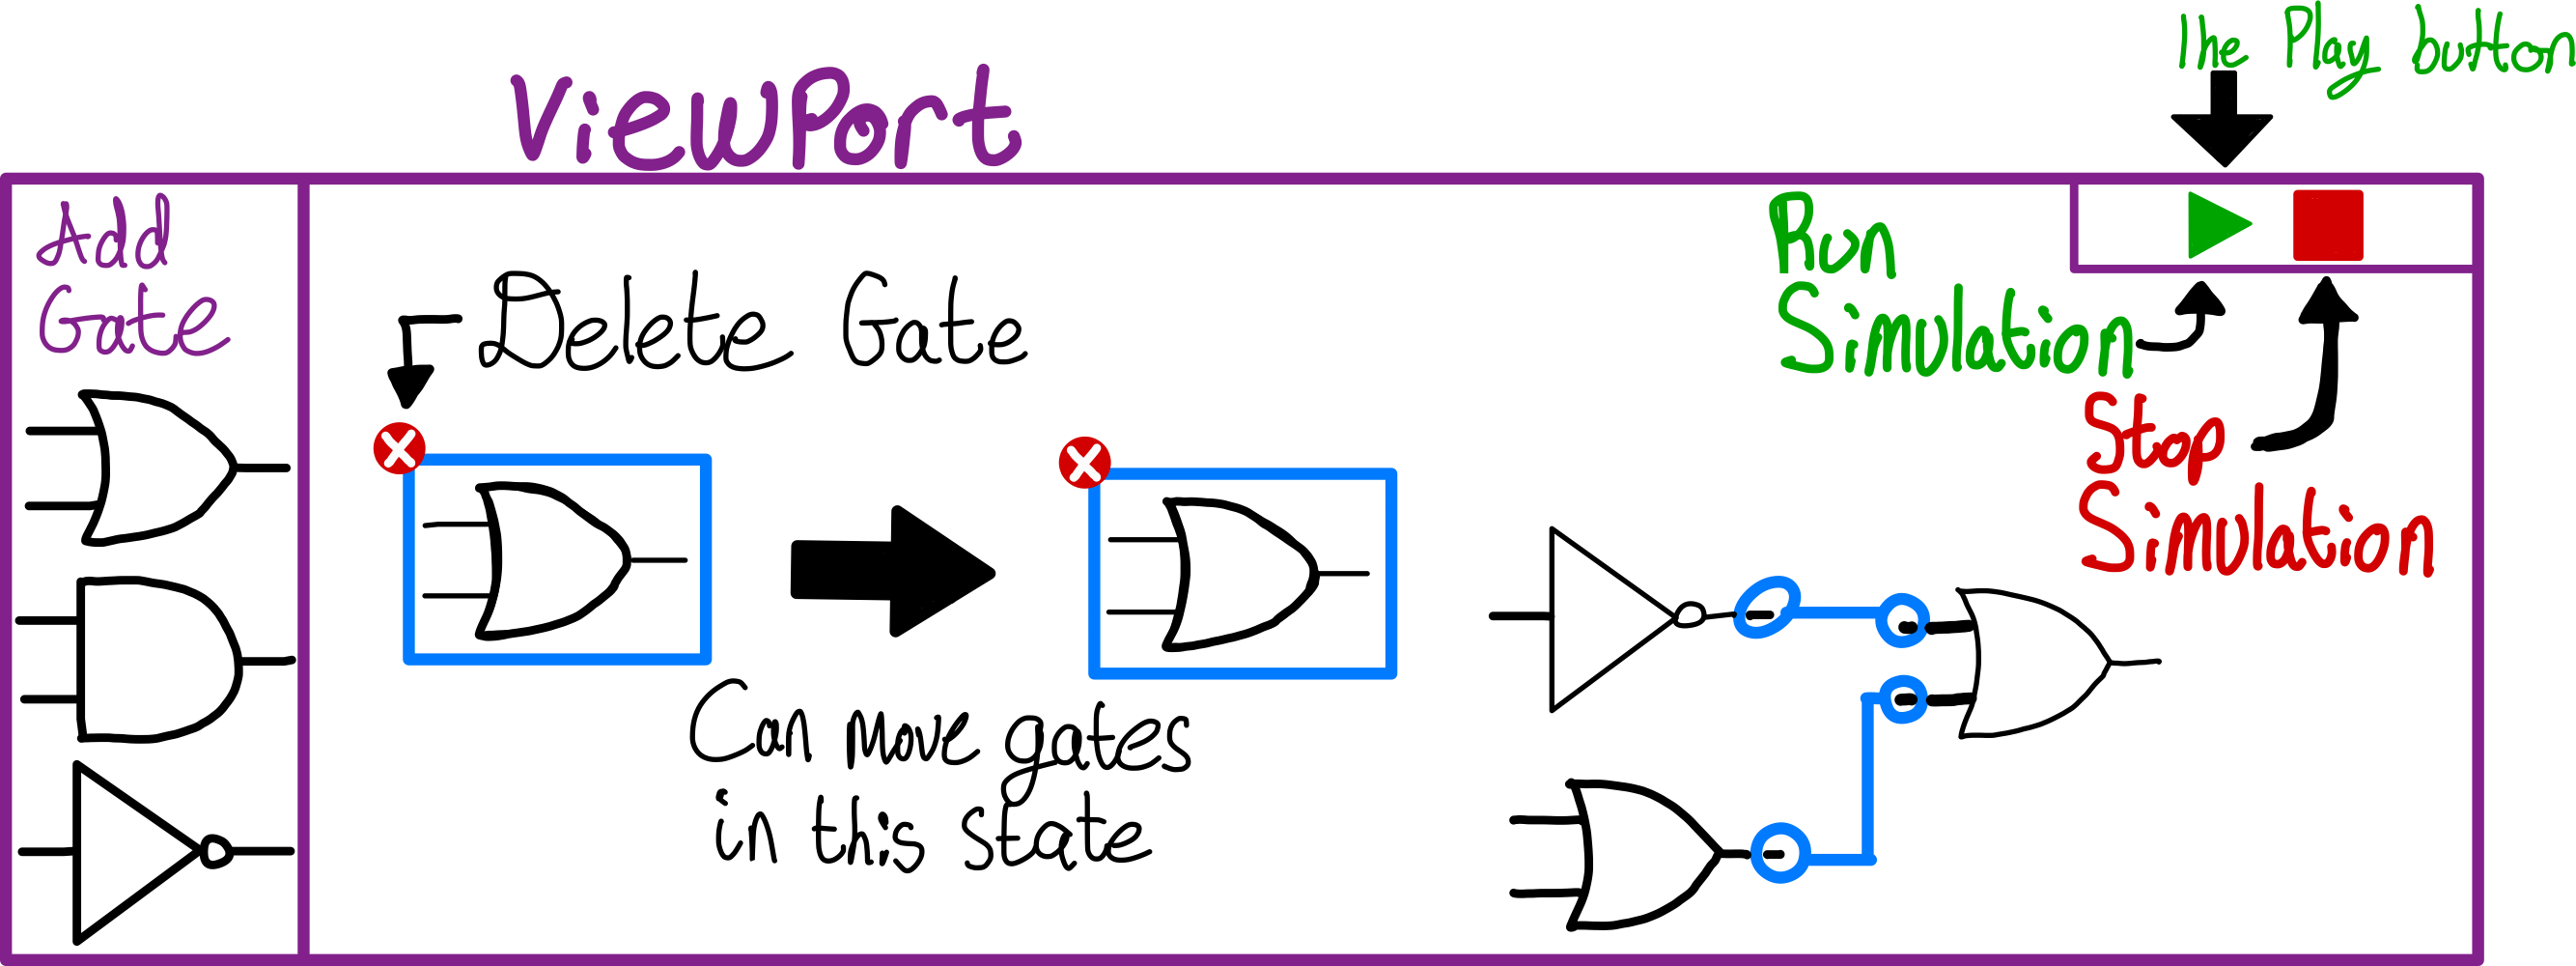 The Play button
ViewPort
Add
Gate
Delete Gate
Run
Simulation
Stop
Simulation
Can move gates
in this state